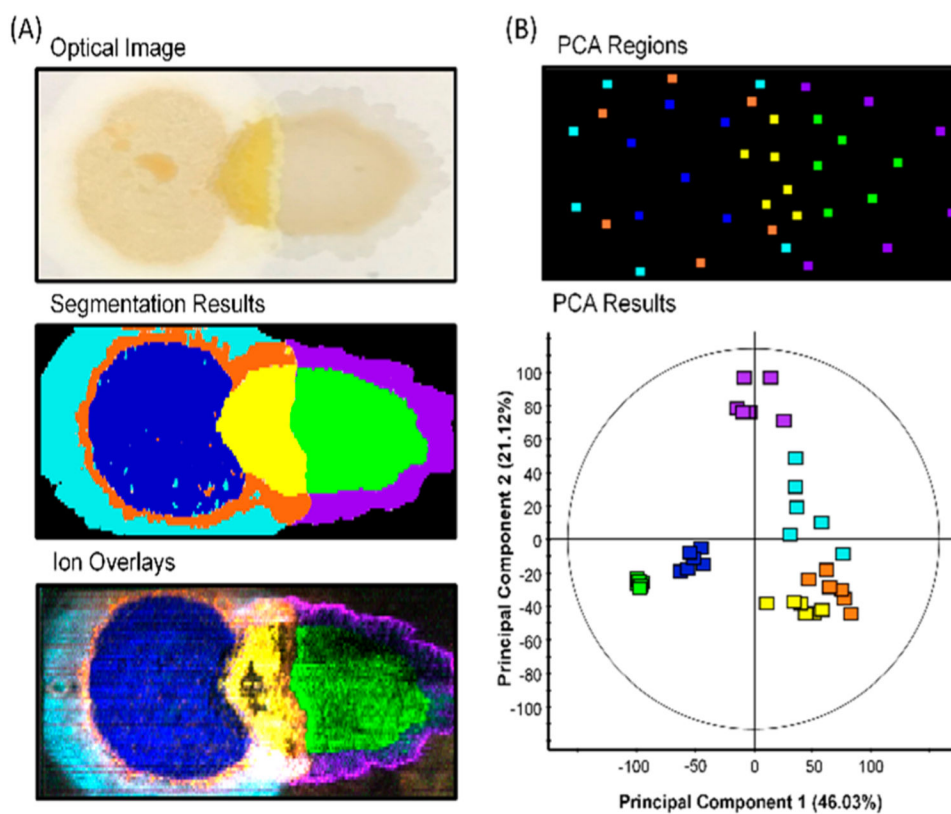 (A)
Optical Image
Segmentation Results
Ion Overlays
(B)
PCA Regions
PCA Results
Principal Component 2 (21.12%)
100
80
60
40
20
0
-20
-40
-60
-80
-100
-100
-50
0
50
100
Principal Component 1 (46.03%)